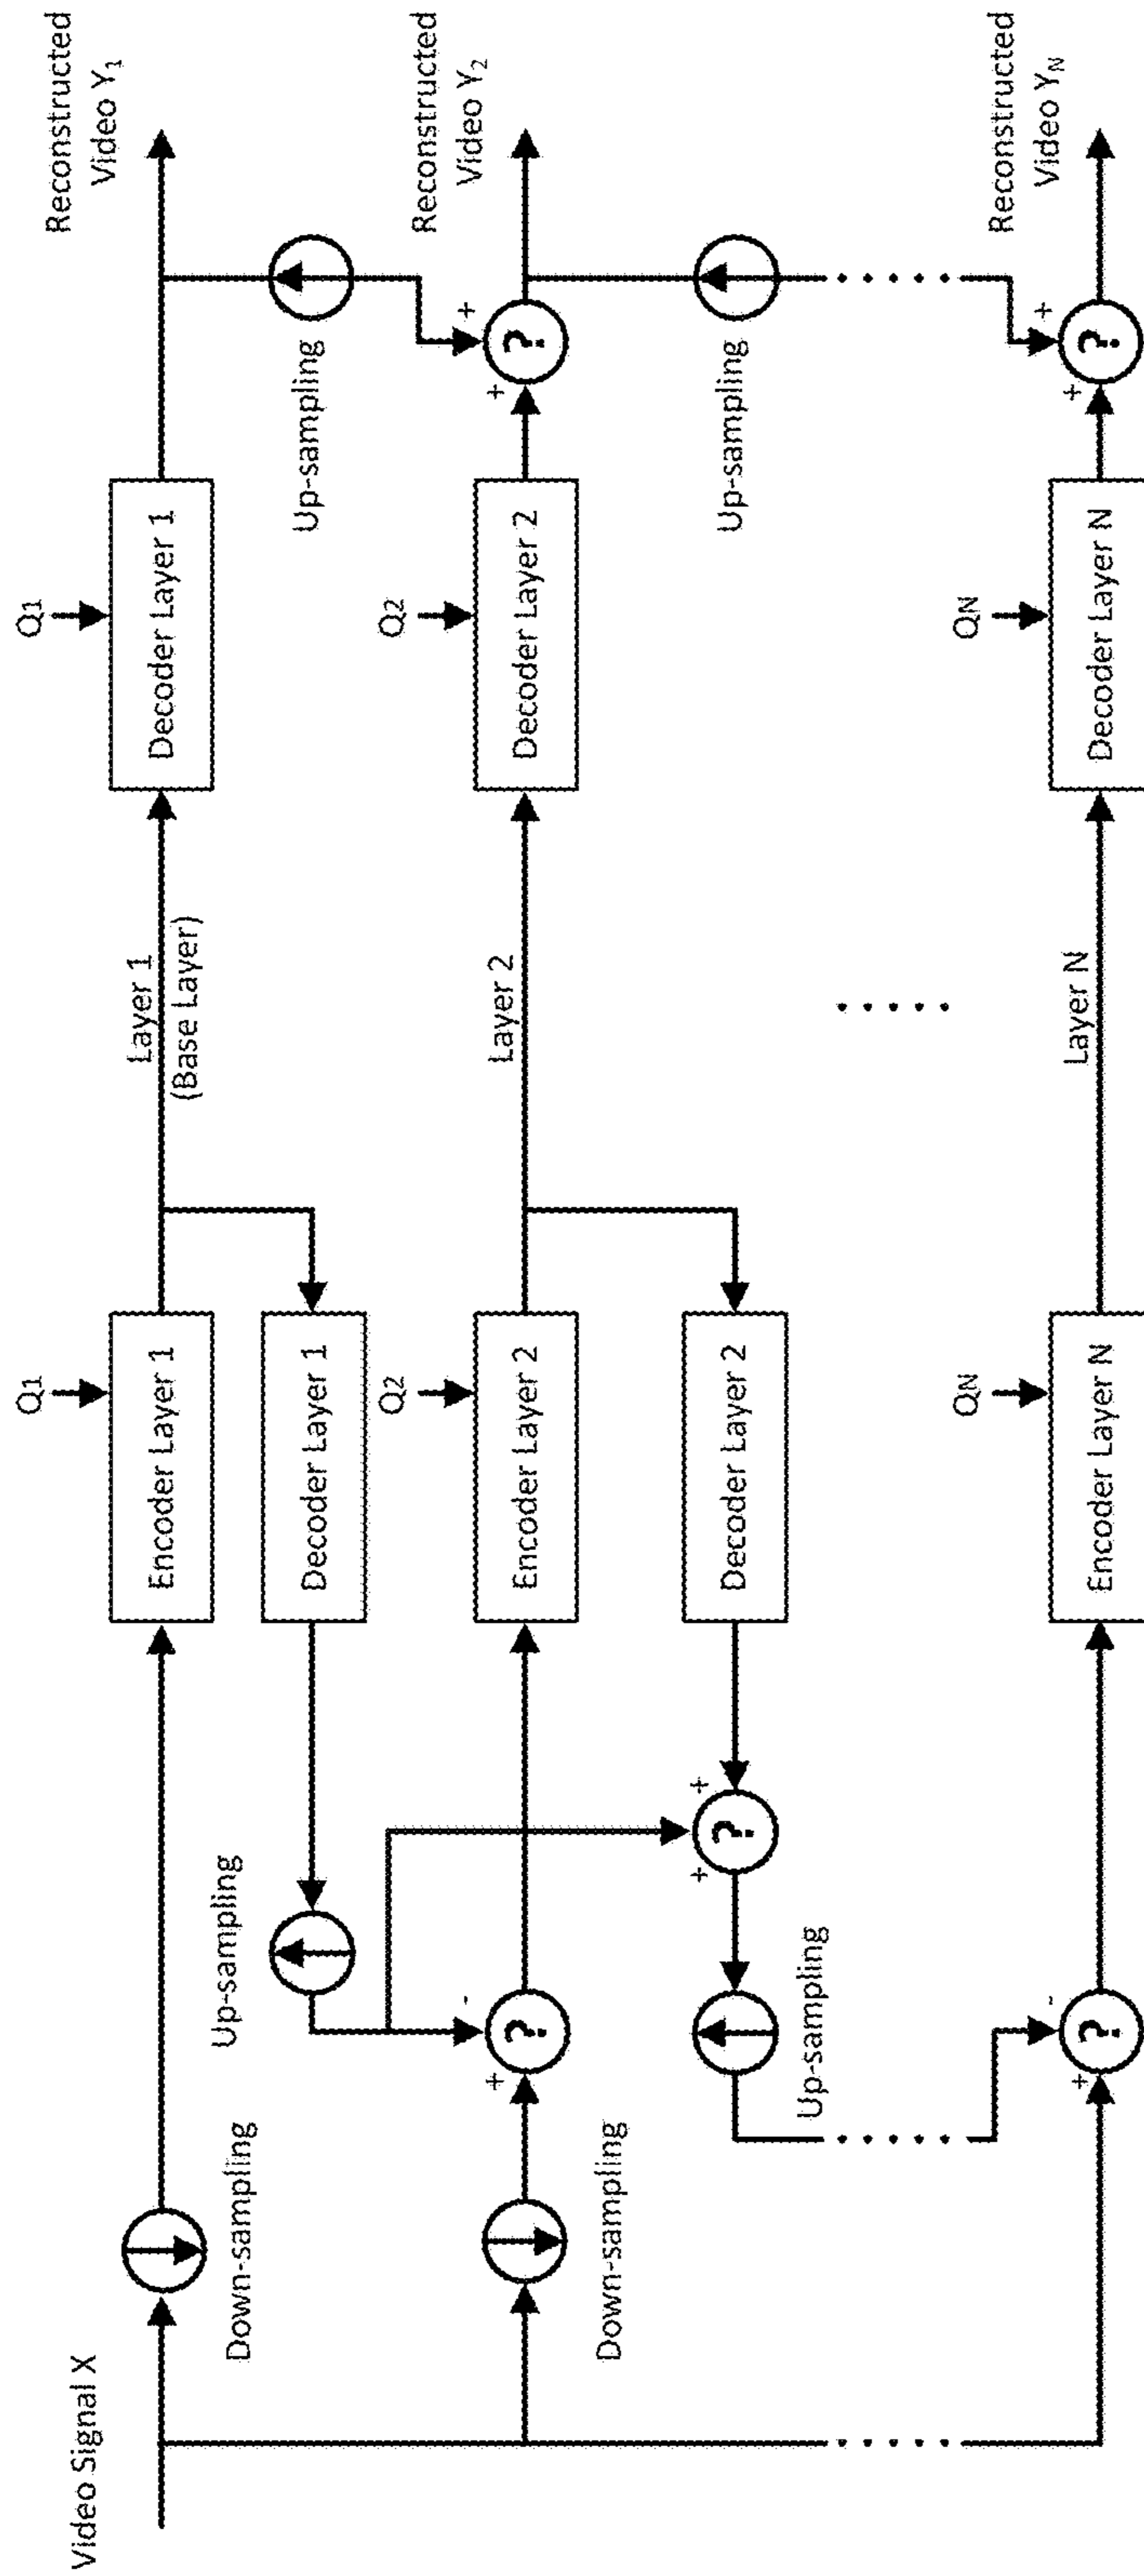 Video Signal X
Down-sampling
Q1
Encoder Layer 1
Layer 1
(Base Layer)
Q1
Decoder Layer 1
Reconstructed
Video Y1
Up-sampling
Decoder Layer 1
Up-sampling
Down-sampling
+
-
?
Q2
Encoder Layer 2
Layer 2
Q2
Decoder Layer 2
+
+
?
Reconstructed
Video Y2
+
+
?
Decoder Layer 2
Up-sampling
Up-sampling
+
-
?
QN
Encoder Layer N
Layer N
QN
Decoder Layer N
+
+
?
Reconstructed
Video YN